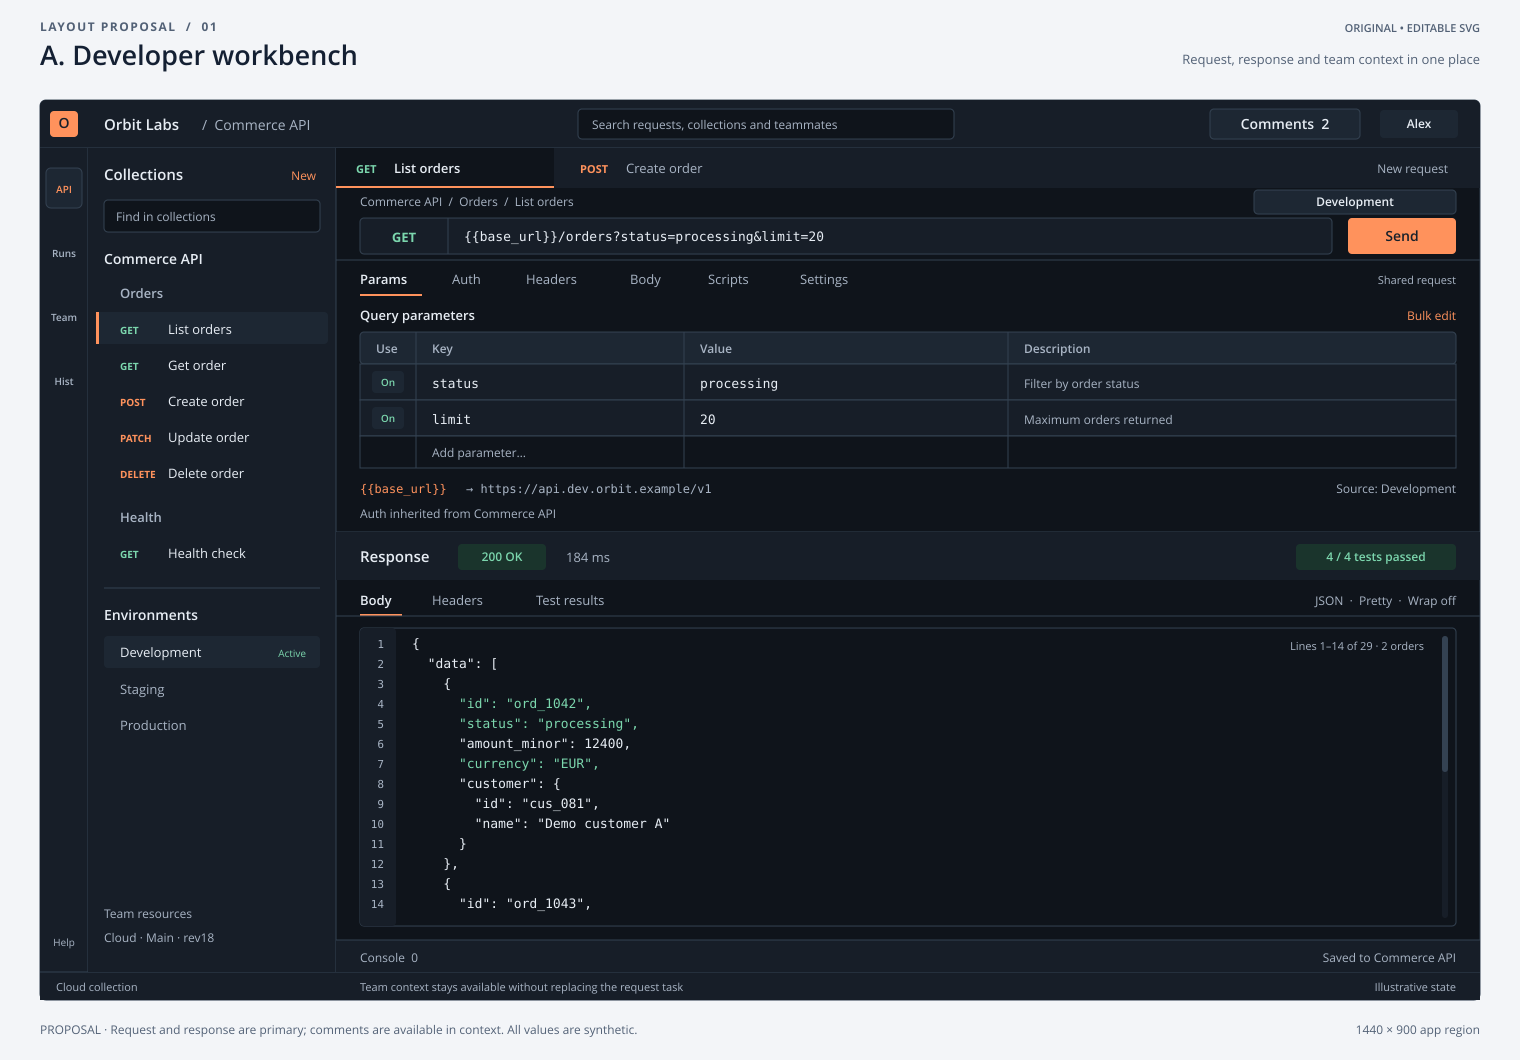 LAYOUT PROPOSAL / 01
ORIGINAL • EDITABLE SVG
A. Developer workbench
Request, response and team context in one place
O
Orbit Labs / Commerce API
Search requests, collections and teammates
Comments 2
Alex
API
Runs
Team
Hist
Help
Collections
New
Find in collections
Commerce API
Orders
GET List orders
GET Get order
POST Create order
PATCH Update order
DELETE Delete order
Health
GET Health check
Environments
Development Active
Staging
Production
Team resources
Cloud · Main · rev18
GET List orders
POST Create order
New request
Commerce API / Orders / List orders
Development
GET {{base_url}}/orders?status=processing&limit=20
Send
Params Auth Headers Body Scripts Settings
Shared request
Query parameters
Bulk edit
Use Key Value Description
On status processing Filter by order status
On limit 20 Maximum orders returned
Add parameter...
{{base_url}} → https://api.dev.orbit.example/v1
Source: Development
Auth inherited from Commerce API
Response 200 OK 184 ms
4 / 4 tests passed
Body Headers Test results
JSON · Pretty · Wrap off
Lines 1–14 of 29 · 2 orders
1 {
2 "data": [
3 {
4 "id": "ord_1042",
5 "status": "processing",
6 "amount_minor": 12400,
7 "currency": "EUR",
8 "customer": {
9 "id": "cus_081",
10 "name": "Demo customer A"
11 }
12 },
13 {
14 "id": "ord_1043",
Console 0
Saved to Commerce API
Cloud collection
Team context stays available without replacing the request task
Illustrative state
PROPOSAL · Request and response are primary; comments are available in context. All values are synthetic.
1440 × 900 app region